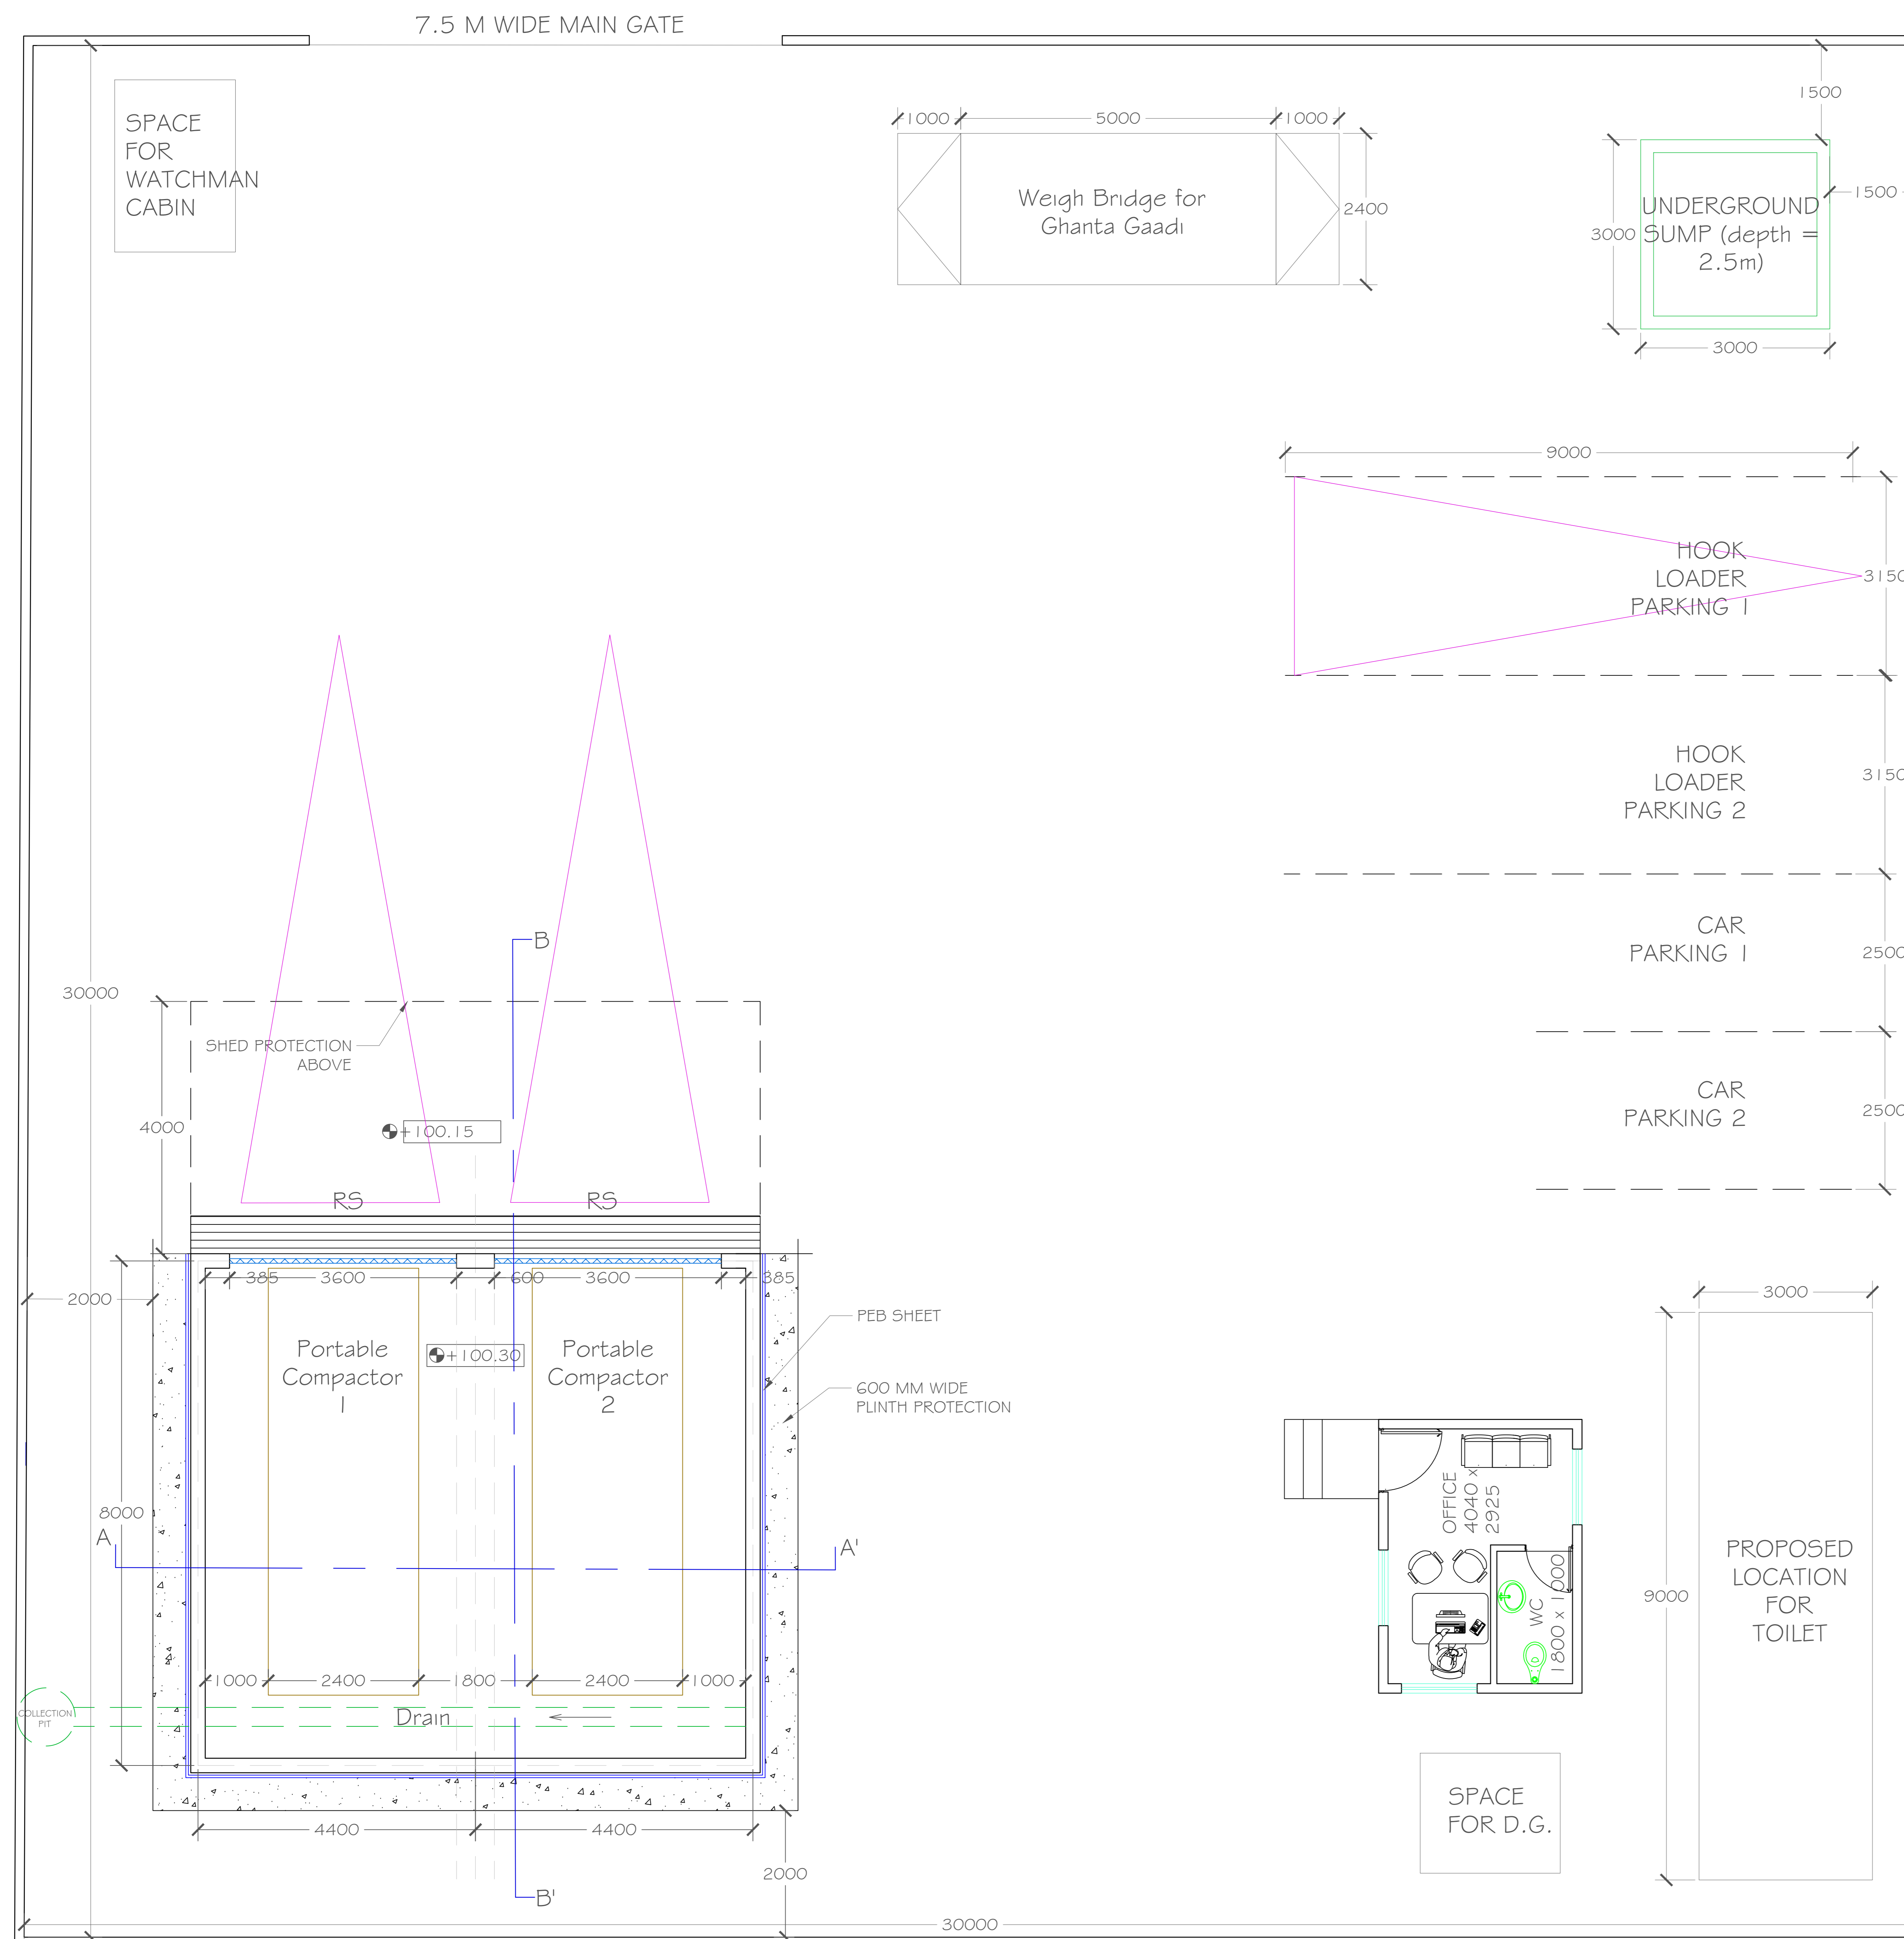 7.5 M WIDE MAIN GATE
SPACE
FOR
WATCHMAN
CABIN
1000
5000
1000
Weigh Bridge for
Ghanta Gaadi
2400
1500
1500
UNDERGROUND
SUMP (depth =
2.5m)
3000
3000
9000
HOOK
LOADER
PARKING 1
3150
HOOK
LOADER
PARKING 2
3150
CAR
PARKING 1
2500
CAR
PARKING 2
2500
30000
B
SHED PROTECTION
ABOVE
4000
+100.15
RS
RS
385
3600
600
3600
385
2000
Portable
Compactor
1
+100.30
Portable
Compactor
2
PEB SHEET
600 MM WIDE
PLINTH PROTECTION
8000
A
A'
1000
2400
1800
2400
1000
COLLECTION
PIT
Drain
4400
4400
2000
B'
30000
OFFICE
4040 x
2925
WC
1800 x 1000
3000
9000
PROPOSED
LOCATION
FOR
TOILET
SPACE
FOR D.G.